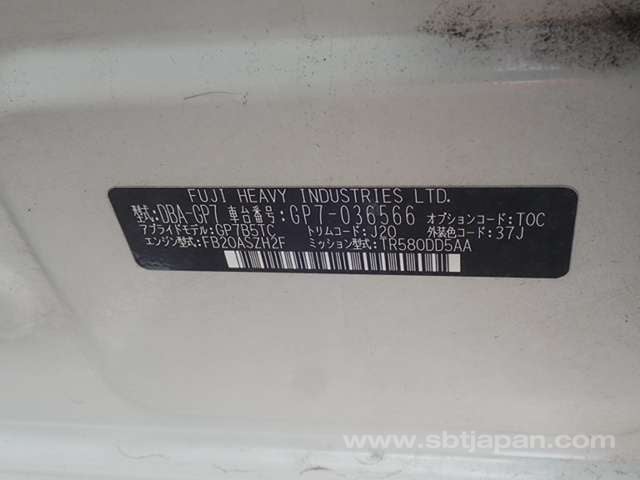 FUJI HEAVY INDUSTRIES LTD.
型式:DBA-GP7 車台番号:GP7-036566 オプションコード:TOC
アプライドモデル:GP7B5TC トリムコード:J20 外装色コード:37J
エンジン型式:FB20ASZH2F ミッション型式:TR580DD5AA
www.sbtjapan.com